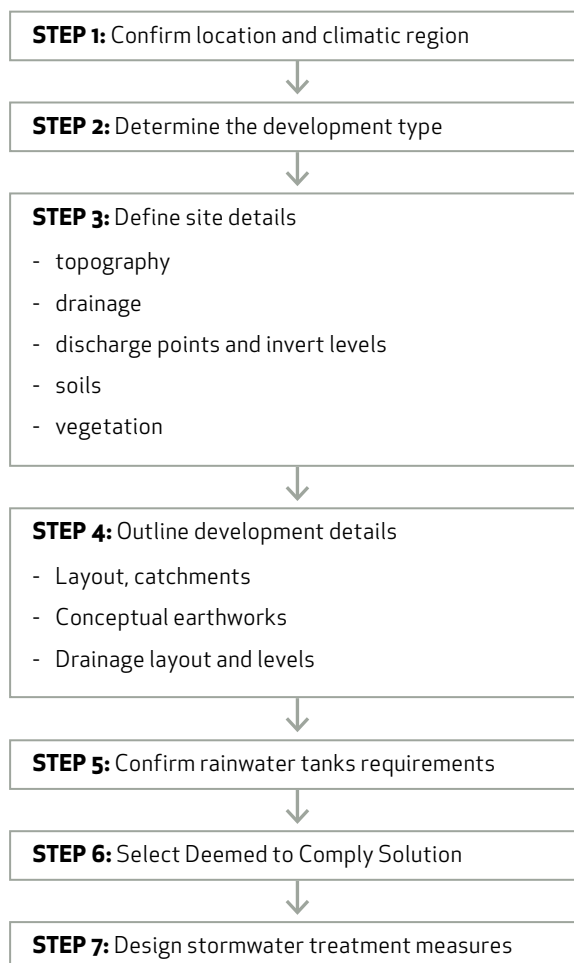 STEP 1: Confirm location and climatic region
STEP 2: Determine the development type
STEP 3: Define site details
- topography
- drainage
- discharge points and invert levels
- soils
- vegetation
STEP 4: Outline development details
- Layout, catchments
- Conceptual earthworks
- Drainage layout and levels
STEP 5: Confirm rainwater tanks requirements
STEP 6: Select Deemed to Comply Solution
STEP 7: Design stormwater treatment measures